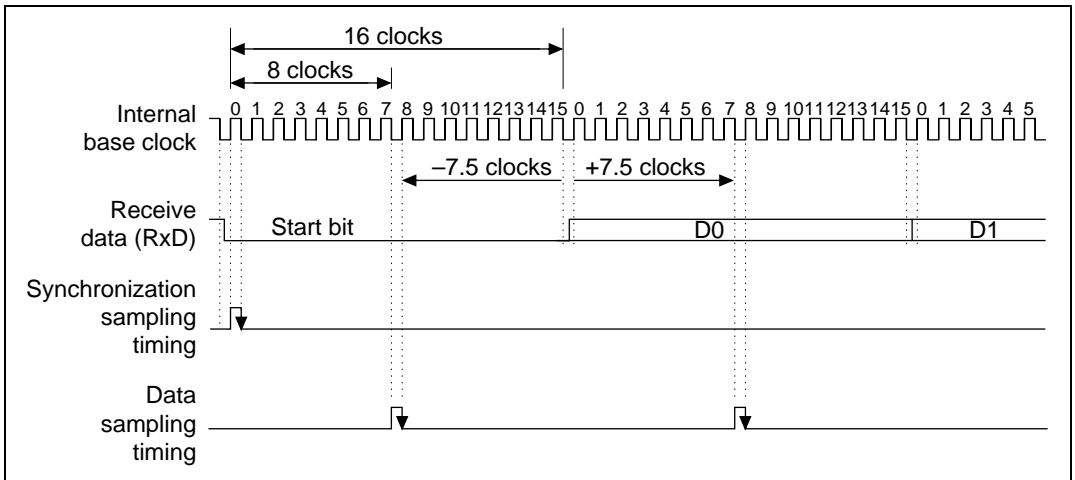 16 clocks
8 clocks
Internal
base clock
0 1 2 3 4 5 6 7 8 9 10 11 12 13 14 15 0 1 2 3 4 5 6 7 8 9 10 11 12 13 14 15 0 1 2 3 4 5
–7.5 clocks +7.5 clocks
Receive
data (RxD)
Start bit D0 D1
Synchronization
sampling
timing
Data
sampling
timing